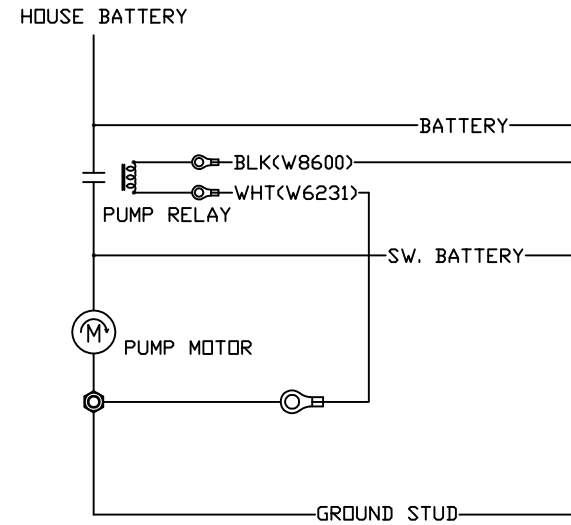 HOUSE BATTERY
BATTERY
BLK(W8600)
WHT(W6231)
PUMP RELAY
SW. BATTERY
M
PUMP MOTOR
GROUND STUD